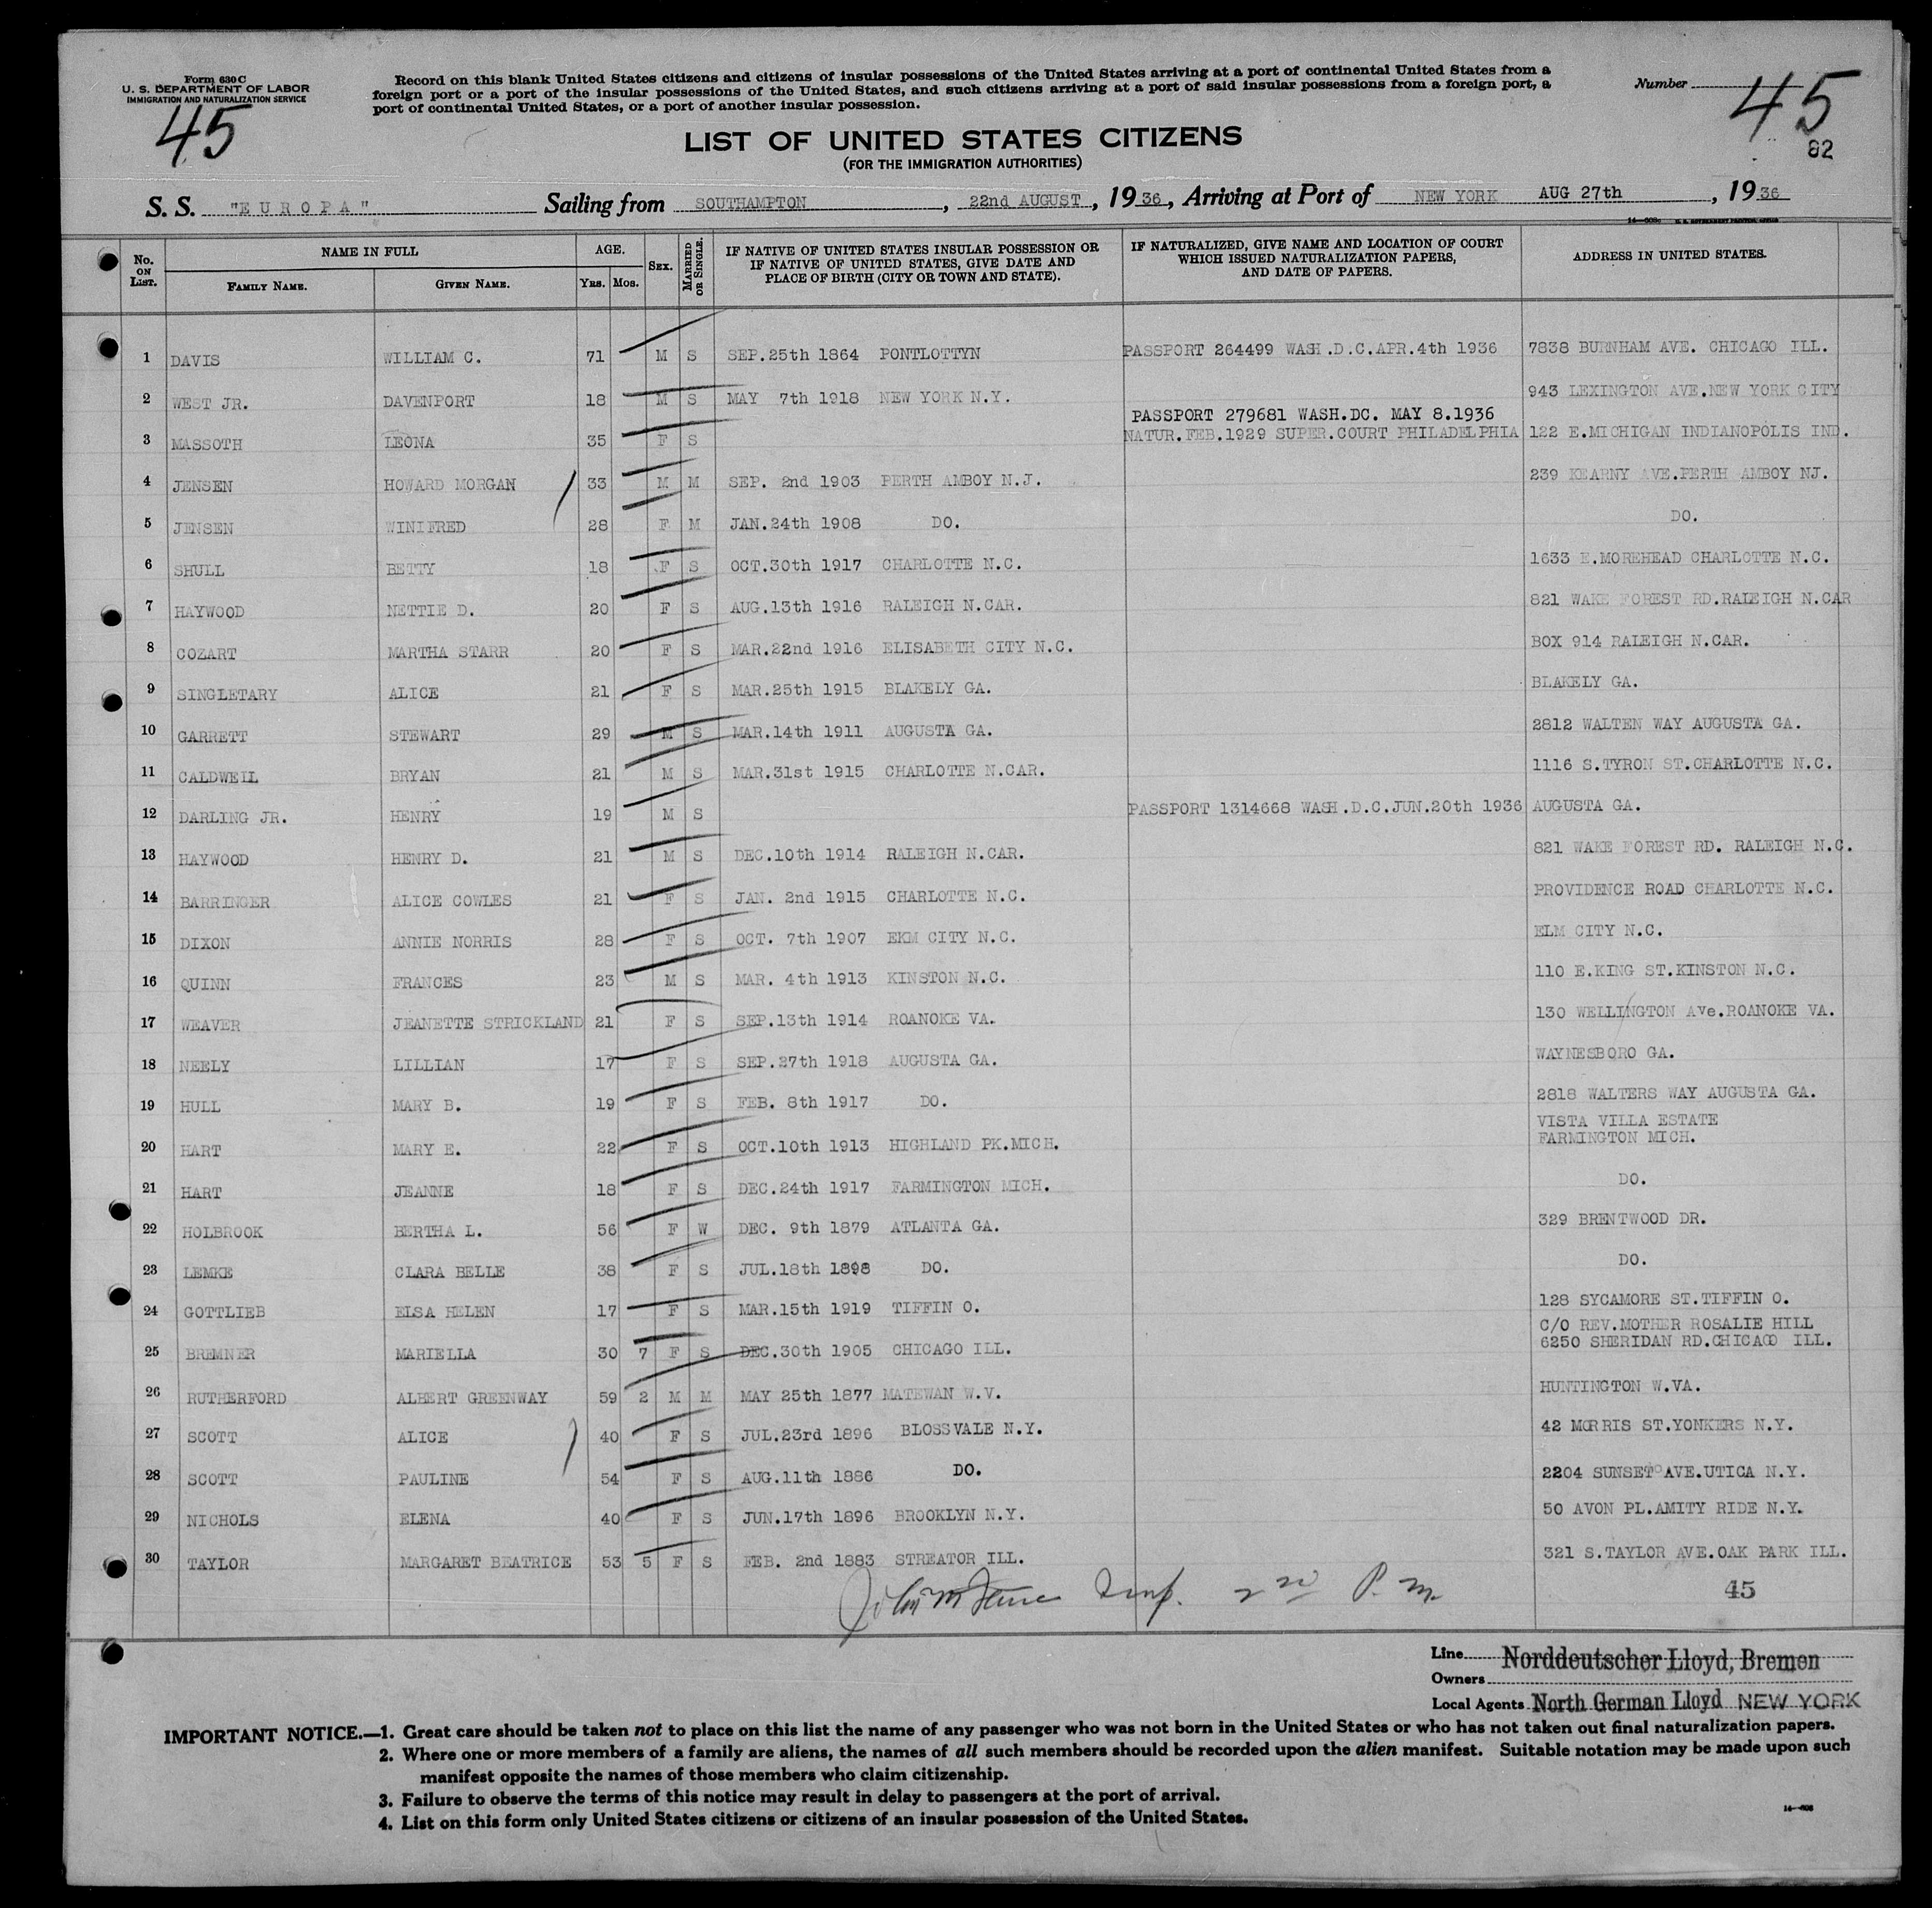 Form 630 C
U. S. DEPARTMENT OF LABOR
IMMIGRATION AND NATURALIZATION SERVICE
45
Record on this blank United States citizens and citizens of insular possessions of the United States arriving at a port of continental United States from a
foreign port or a port of the insular possessions of the United States, and such citizens arriving at a port of said insular possessions from a foreign port, a
port of continental United States, or a port of another insular possession.
Number
45
82
LIST OF UNITED STATES CITIZENS
(FOR THE IMMIGRATION AUTHORITIES)
S. S. "EUROPA" Sailing from SOUTHAMPTON, 22nd AUGUST, 1936, Arriving at Port of NEW YORK AUG 27th, 1936
No. ON LIST. NAME IN FULL FAMILY NAME. GIVEN NAME. AGE. YRS. MOS. SEX. MARRIED OR SINGLE. IF NATIVE OF UNITED STATES INSULAR POSSESSION OR IF NATIVE OF UNITED STATES, GIVE DATE AND PLACE OF BIRTH (CITY OR TOWN AND STATE). IF NATURALIZED, GIVE NAME AND LOCATION OF COURT WHICH ISSUED NATURALIZATION PAPERS, AND DATE OF PAPERS. ADDRESS IN UNITED STATES.
1 DAVIS WILLIAM C. 71 M S SEP.25th 1864 PONTLOTTYN PASSPORT 264499 WASH.D.C.APR.4th 1936 7838 BURNHAM AVE. CHICAGO ILL.
2 WEST JR. DAVENPORT 18 M S MAY 7th 1918 NEW YORK N.Y. 943 LEXINGTON AVE.NEW YORK CITY
PASSPORT 279681 WASH.DC. MAY 8.1936
3 MASSOTH LEONA 35 F S NATUR.FEB.1929 SUPER.COURT PHILADELPHIA 122 E.MICHIGAN INDIANOPOLIS IND.
4 JENSEN HOWARD MORGAN 33 M M SEP. 2nd 1903 PERTH AMBOY N.J. 239 KEARNY AVE.PERTH AMBOY NJ.
5 JENSEN WINIFRED 28 F M JAN.24th 1908 DO. DO.
6 SHULL BETTY 18 F S OCT.30th 1917 CHARLOTTE N.C. 1633 E.MOREHEAD CHARLOTTE N.C.
7 HAYWOOD NETTIE D. 20 F S AUG.13th 1916 RALEIGH N.CAR. 821 WAKE FOREST RD.RALEIGH N.CAR
8 COZART MARTHA STARR 20 F S MAR.22nd 1916 ELISABETH CITY N.C. BOX 914 RALEIGH N.CAR.
9 SINGLETARY ALICE 21 F S MAR.25th 1915 BLAKELY GA. BLAKELY GA.
10 GARRETT STEWART 29 M S MAR.14th 1911 AUGUSTA GA. 2812 WALTEN WAY AUGUSTA GA.
11 CALDWELL BRYAN 21 M S MAR.31st 1915 CHARLOTTE N.CAR. 1116 S.TYRON ST.CHARLOTTE N.C.
12 DARLING JR. HENRY 19 M S PASSPORT 1314668 WASH.D.C.JUN.20th 1936 AUGUSTA GA.
13 HAYWOOD HENRY D. 21 M S DEC.10th 1914 RALEIGH N.CAR. 821 WAKE FOREST RD. RALEIGH N.C.
14 BARRINGER ALICE COWLES 21 F S JAN. 2nd 1915 CHARLOTTE N.C. PROVIDENCE ROAD CHARLOTTE N.C.
15 DIXON ANNIE NORRIS 28 F S OCT. 7th 1907 EKM CITY N.C. ELM CITY N.C.
16 QUINN FRANCES 23 M S MAR. 4th 1913 KINSTON N.C. 110 E.KING ST.KINSTON N.C.
17 WEAVER JEANETTE STRICKLAND 21 F S SEP.13th 1914 ROANOKE VA. 130 WELLINGTON Ave.ROANOKE VA.
18 NEELY LILLIAN 17 F S SEP.27th 1918 AUGUSTA GA. WAYNESBORO GA.
19 HULL MARY B. 19 F S FEB. 8th 1917 DO. 2818 WALTERS WAY AUGUSTA GA.
VISTA VILLA ESTATE
20 HART MARY E. 22 F S OCT.10th 1913 HIGHLAND PK.MICH. FARMINGTON MICH.
21 HART JEANNE 18 F S DEC.24th 1917 FARMINGTON MICH. DO.
22 HOLBROOK BERTHA L. 56 F W DEC. 9th 1879 ATLANTA GA. 329 BRENTWOOD DR.
23 LEMKE CLARA BELLE 38 F S JUL.18th 1898 DO. DO.
24 GOTTLIEB ELSA HELEN 17 F S MAR.15th 1919 TIFFIN O. 128 SYCAMORE ST.TIFFIN O.
C/O REV.MOTHER ROSALIE HILL
25 BREMNER MARIELLA 30 7 F S DEC.30th 1905 CHICAGO ILL. 6250 SHERIDAN RD.CHICAGO ILL.
26 RUTHERFORD ALBERT GREENWAY 59 2 M M MAY 25th 1877 MATEWAN W.V. HUNTINGTON W.VA.
27 SCOTT ALICE 40 F S JUL.23rd 1896 BLOSSVALE N.Y. 42 MORRIS ST.YONKERS N.Y.
28 SCOTT PAULINE 54 F S AUG.11th 1886 DO. 2204 SUNSET AVE.UTICA N.Y.
29 NICHOLS ELENA 40 F S JUN.17th 1896 BROOKLYN N.Y. 50 AVON PL.AMITY RIDE N.Y.
30 TAYLOR MARGARET BEATRICE 53 5 F S FEB. 2nd 1883 STREATOR ILL. 321 S.TAYLOR AVE.OAK PARK ILL.
P. M.
45
Line Norddeutscher Lloyd, Bremen
Owners
Local Agents North German Lloyd NEW YORK
IMPORTANT NOTICE.—1. Great care should be taken not to place on this list the name of any passenger who was not born in the United States or who has not taken out final naturalization papers.
2. Where one or more members of a family are aliens, the names of all such members should be recorded upon the alien manifest. Suitable notation may be made upon such
manifest opposite the names of those members who claim citizenship.
3. Failure to observe the terms of this notice may result in delay to passengers at the port of arrival.
4. List on this form only United States citizens or citizens of an insular possession of the United States.